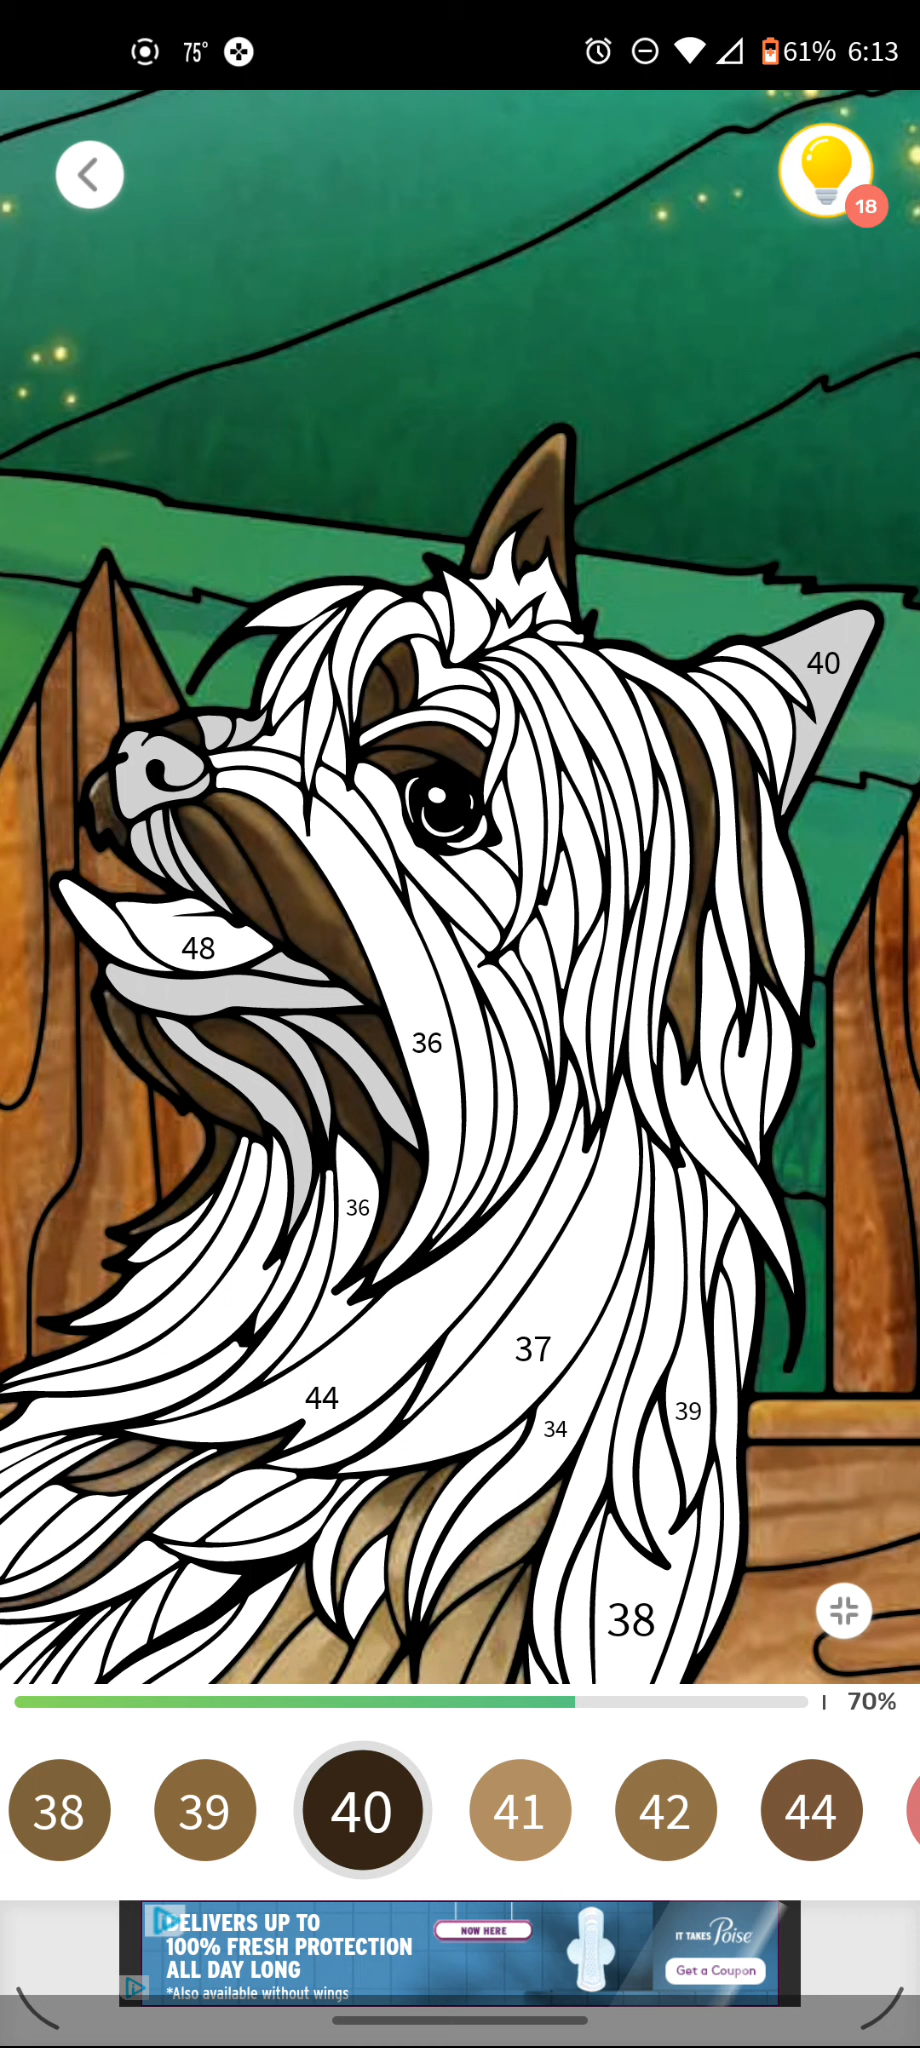 75°
61% 6:13
18
40
48
36
36
37
44
34
39
38
70%
38
39
40
41
42
44
DELIVERS UP TO
100% FRESH PROTECTION
ALL DAY LONG
*Also available without wings
NOW HERE
IT TAKES Poise
Get a Coupon